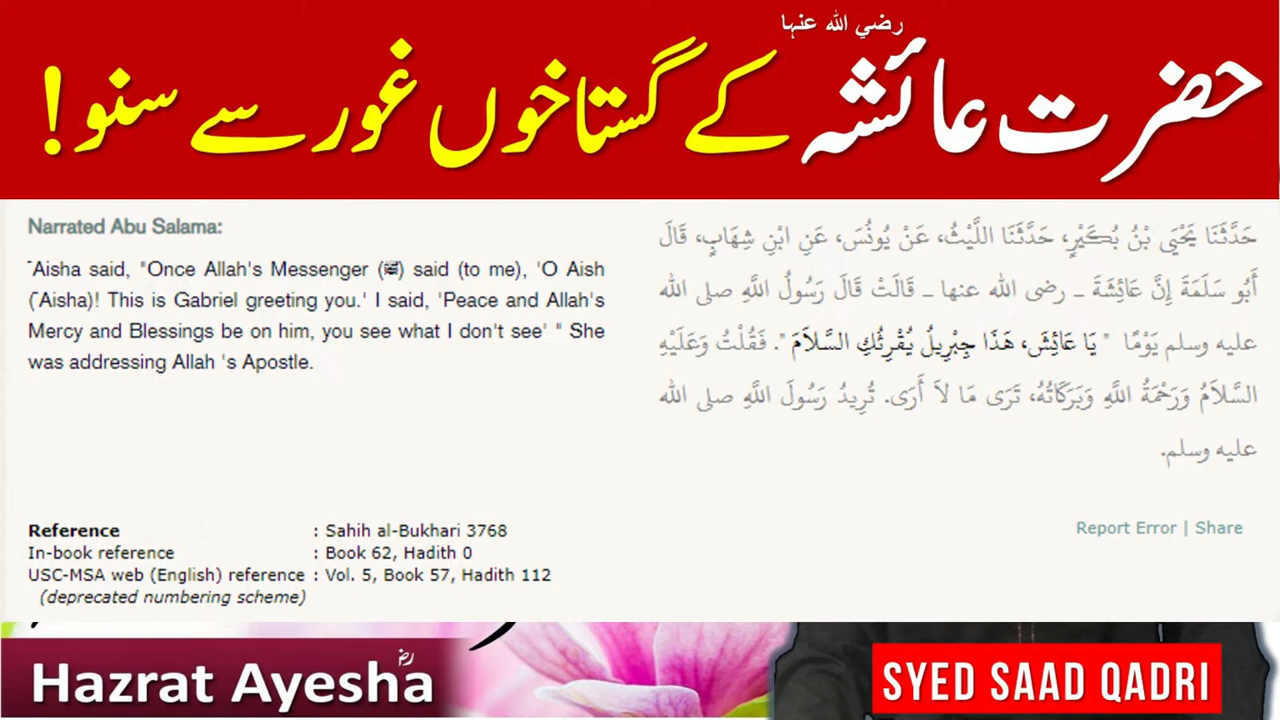 رضي الله عنہا
حضرت عائشہ کے گستاخوں غور سے سنو!
Narrated Abu Salama:
`Aisha said, "Once Allah's Messenger (ﷺ) said (to me), 'O Aish
(`Aisha)! This is Gabriel greeting you.' I said, 'Peace and Allah's
Mercy and Blessings be on him, you see what I don't see' " She
was addressing Allah 's Apostle.
حَدَّثَنَا يَحْيَى بْنُ بُكَيْرٍ، حَدَّثَنَا اللَّيْثُ، عَنْ يُونُسَ، عَنِ ابْنِ شِهَابٍ، قَالَ
أَبُو سَلَمَةَ إِنَّ عَائِشَةَ ـ رضى الله عنها ـ قَالَتْ قَالَ رَسُولُ اللَّهِ صلى الله
عليه وسلم يَوْمًا ‏"‏ يَا عَائِشَ، هَذَا جِبْرِيلُ يُقْرِئُكِ السَّلاَمَ ‏"‏‏.‏ فَقُلْتُ وَعَلَيْهِ
السَّلاَمُ وَرَحْمَةُ اللَّهِ وَبَرَكَاتُهُ، تَرَى مَا لاَ أَرَى‏.‏ تُرِيدُ رَسُولَ اللَّهِ صلى الله
عليه وسلم‏.‏
Reference : Sahih al-Bukhari 3768
In-book reference : Book 62, Hadith 0
USC-MSA web (English) reference : Vol. 5, Book 57, Hadith 112
(deprecated numbering scheme)
Report Error | Share
Hazrat Ayesha رض
SYED SAAD QADRI